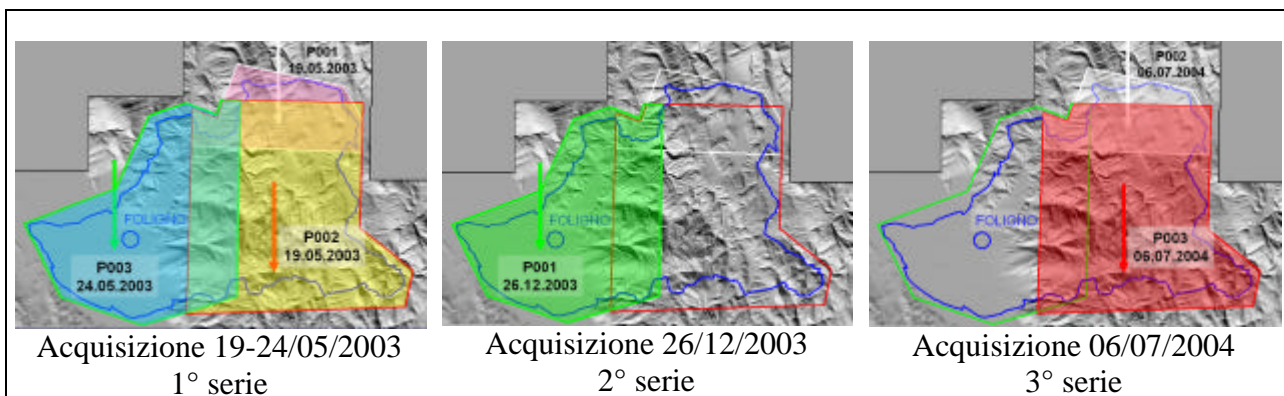 P001
19.05.2003
FOLIGNO
P002
19.05.2003
P003
24.05.2003
Acquisizione 19-24/05/2003
1° serie
FOLIGNO
P001
26.12.2003
Acquisizione 26/12/2003
2° serie
P002
06.07.2004
FOLIGNO
P003
06.07.2004
Acquisizione 06/07/2004
3° serie